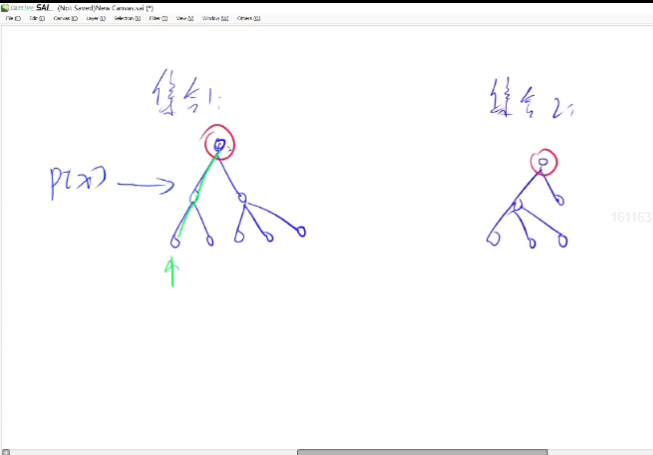 SAI (Not Saved)New Canvas.sai (*)
File(F) Edit(E) Canvas(C) Layer(L) Selection(S) Filter(T) View(V) Window(W) Others(O)
集合1:
集合2:
P[x]
161163